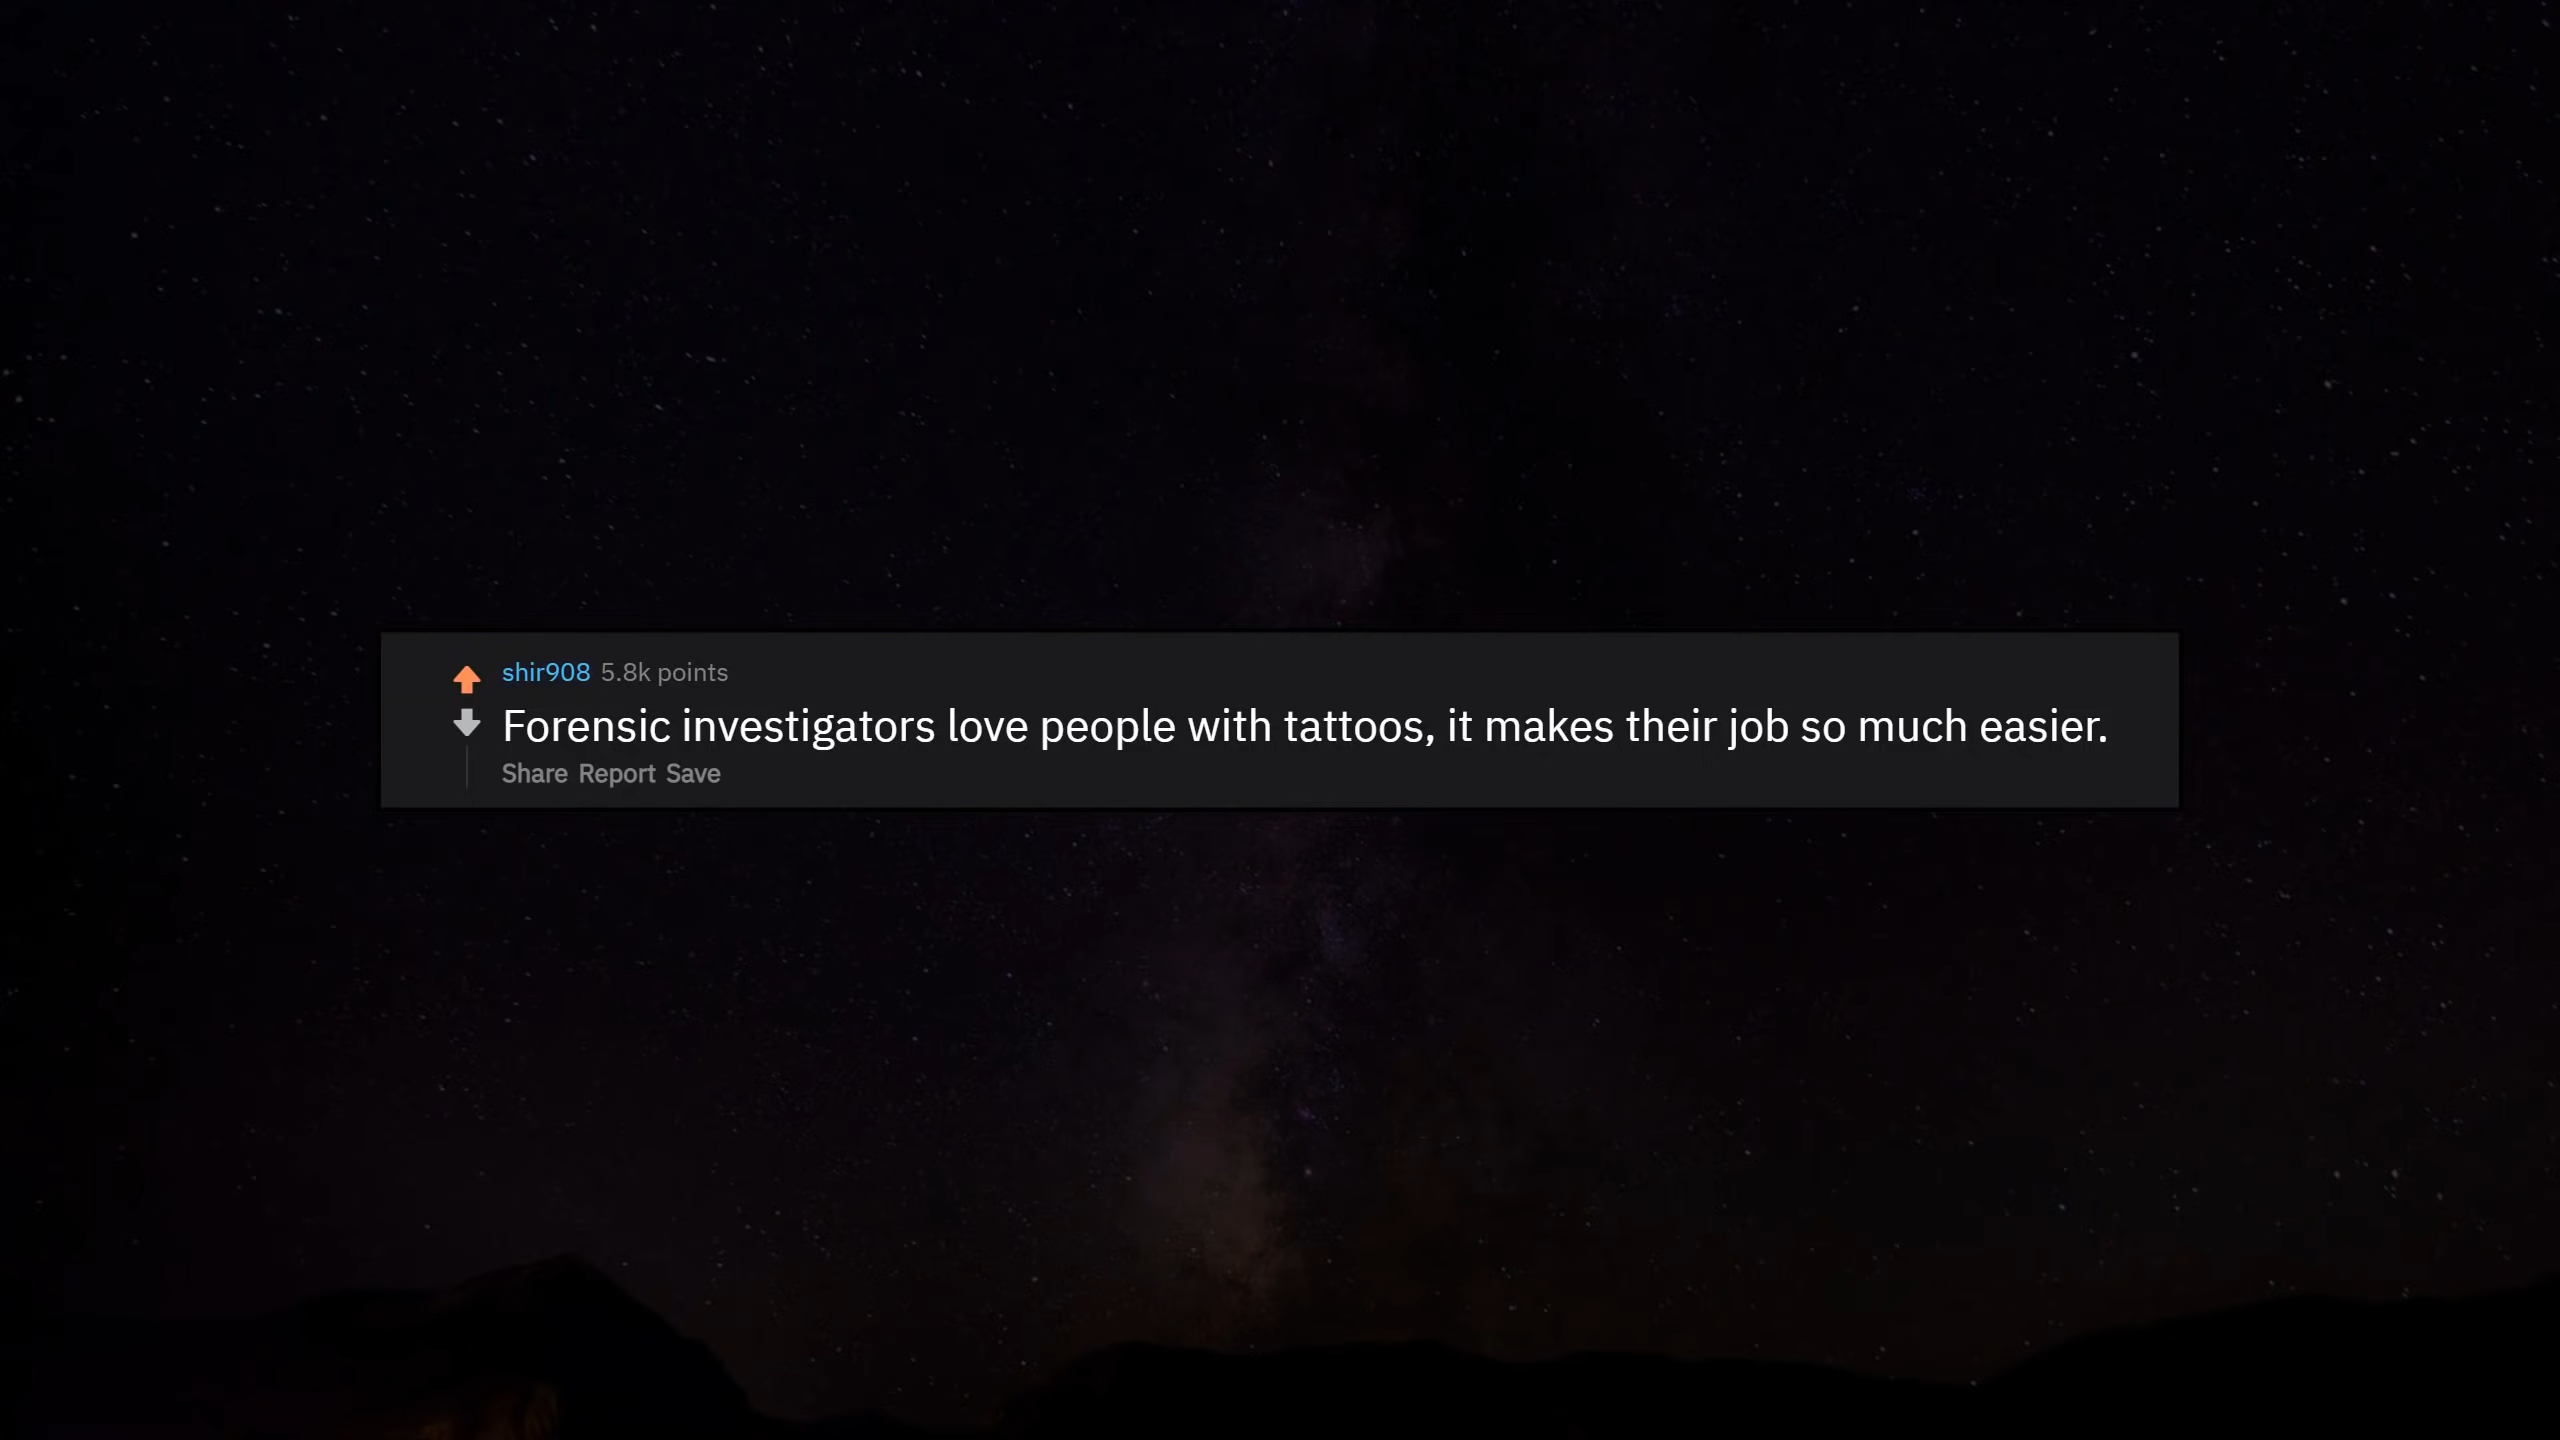 shir908 5.8k points
Forensic investigators love people with tattoos, it makes their job so much easier.
Share Report Save